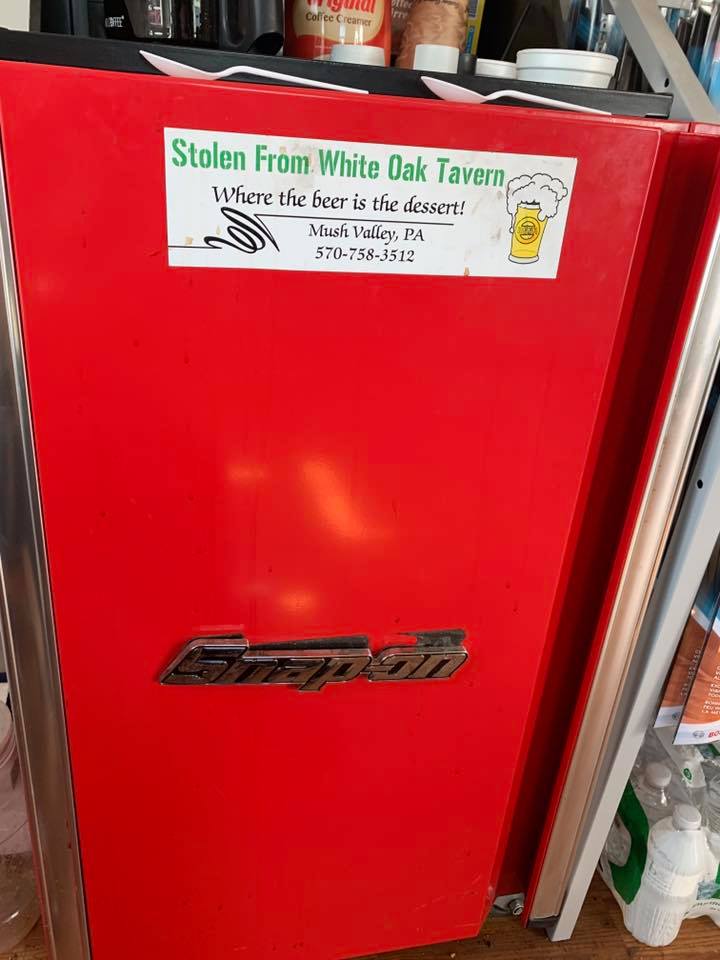 Original
Coffee Creamer
Stolen From White Oak Tavern
Where the beer is the dessert!
Mush Valley, PA
570-758-3512
Snap-on